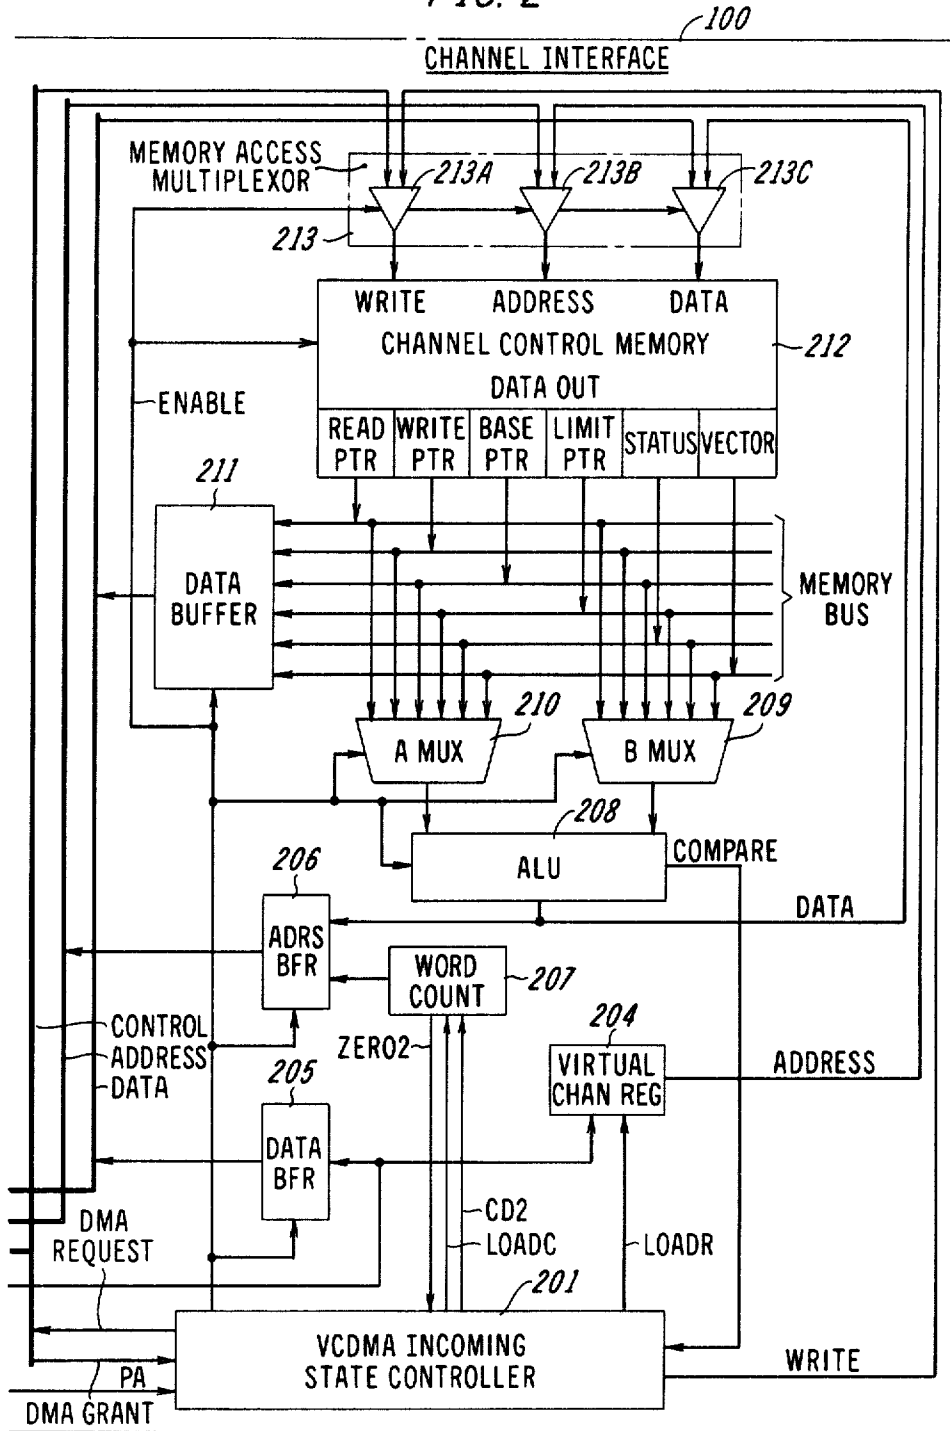 FIG. 2
100
CHANNEL INTERFACE
MEMORY ACCESS
MULTIPLEXOR
213A
213B
213C
213
WRITE ADDRESS DATA
CHANNEL CONTROL MEMORY
212
DATA OUT
ENABLE
READ PTR
WRITE PTR
BASE PTR
LIMIT PTR
STATUS
VECTOR
211
DATA
BUFFER
MEMORY
BUS
210
209
A MUX
B MUX
208
ALU
COMPARE
206
DATA
ADRS
BFR
WORD
COUNT
207
CONTROL
ADDRESS
DATA
ZERO2
204
VIRTUAL
CHAN REG
ADDRESS
205
DATA
BFR
CD2
LOADC
LOADR
DMA
REQUEST
201
VCDMA INCOMING
STATE CONTROLLER
WRITE
PA
DMA GRANT